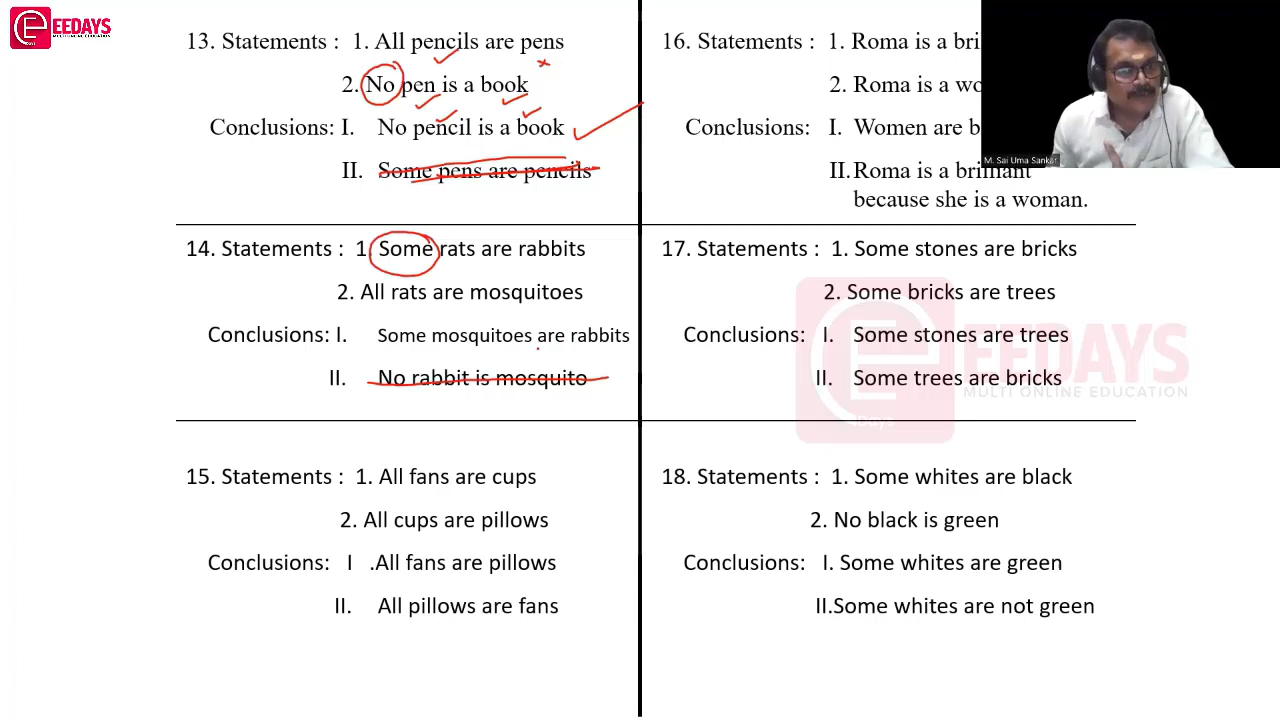 EEDAYS
MULTI ONLINE EDUCATION
Days
13. Statements : 1. All pencils are pens
2. No pen is a book
Conclusions: I. No pencil is a book
II. Some pens are pencils
14. Statements : 1. Some rats are rabbits
2. All rats are mosquitoes
Conclusions: I. Some mosquitoes are rabbits
II. No rabbit is mosquito
15. Statements : 1. All fans are cups
2. All cups are pillows
Conclusions: I .All fans are pillows
II. All pillows are fans
16. Statements : 1. Roma is a bri
2. Roma is a wo
Conclusions: I. Women are b
II. Roma is a brilliant
because she is a woman.
17. Statements : 1. Some stones are bricks
2. Some bricks are trees
Conclusions: I. Some stones are trees
II. Some trees are bricks
18. Statements : 1. Some whites are black
2. No black is green
Conclusions: I. Some whites are green
II.Some whites are not green
M. Sai Uma Sankar
EEDAYS
MULTI ONLINE EDUCATION
Days